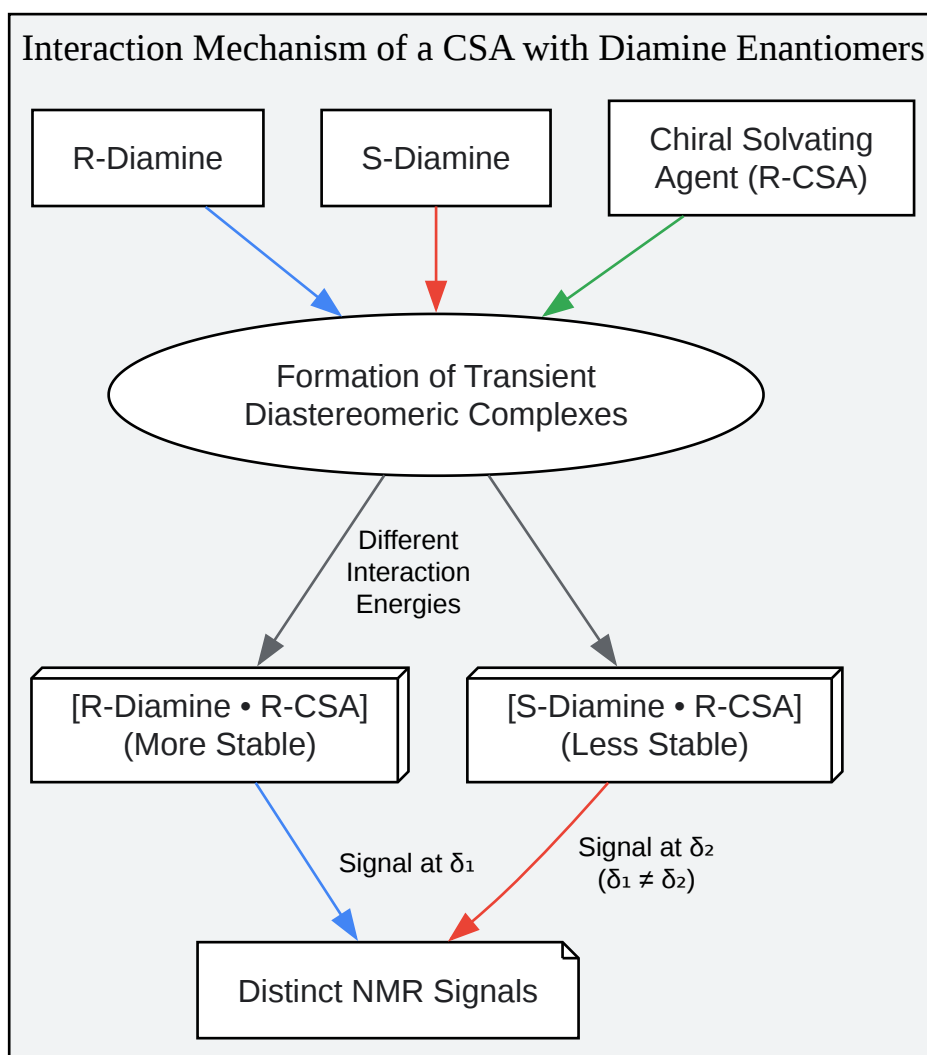 Interaction Mechanism of a CSA with Diamine Enantiomers
R-Diamine
S-Diamine
Chiral Solvating
Agent (R-CSA)
Formation of Transient
Diastereomeric Complexes
Different
Interaction
Energies
[R-Diamine • R-CSA]
(More Stable)
[S-Diamine • R-CSA]
(Less Stable)
Signal at δ₁
Signal at δ₂
(δ₁ ≠ δ₂)
Distinct NMR Signals